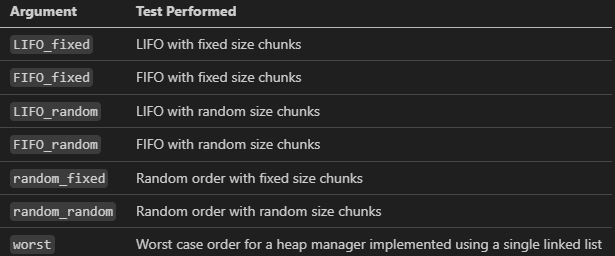 Argument Test Performed
LIFO_fixed LIFO with fixed size chunks
FIFO_fixed FIFO with fixed size chunks
LIFO_random LIFO with random size chunks
FIFO_random FIFO with random size chunks
random_fixed Random order with fixed size chunks
random_random Random order with random size chunks
worst Worst case order for a heap manager implemented using a single linked list